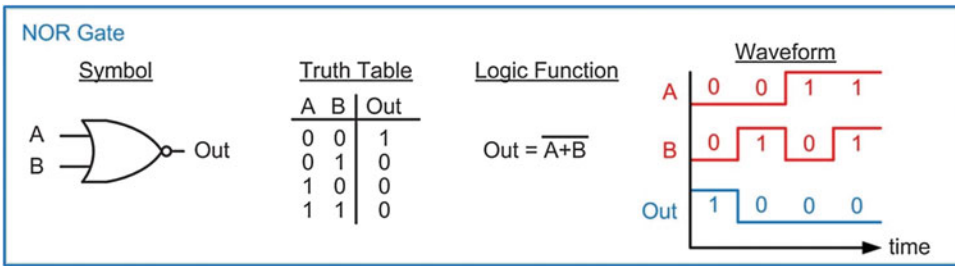 NOR Gate
Symbol
A
B
Out
Truth Table
A B Out
0 0 1
0 1 0
1 0 0
1 1 0
Logic Function
Out = \overline{A+B}
Waveform
A 0 0 1 1
B 0 1 0 1
Out 1 0 0 0
time